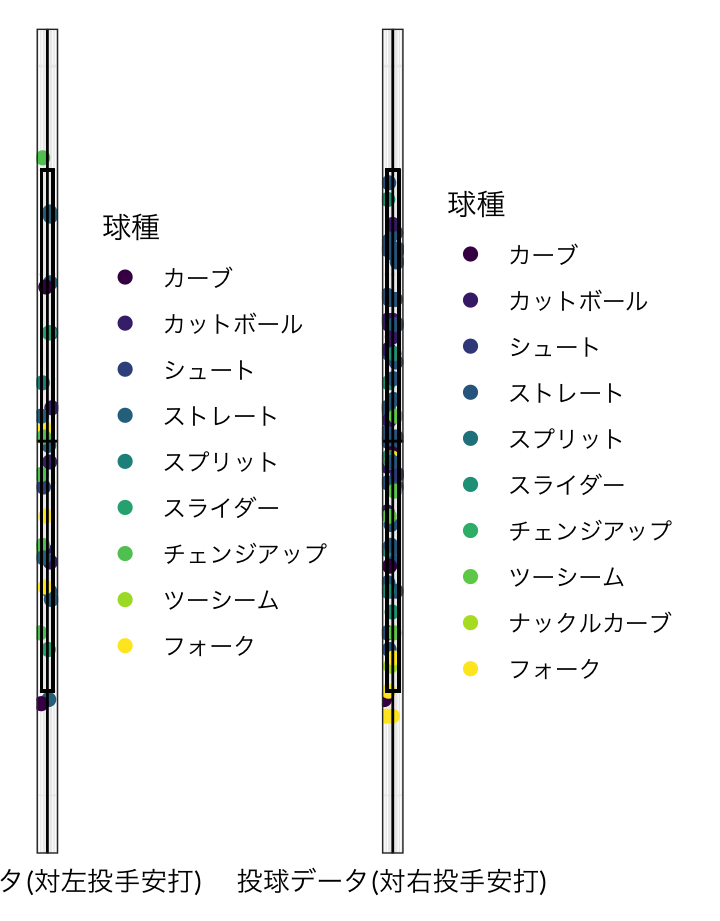 球種
カーブ
カットボール
シュート
ストレート
スプリット
スライダー
チェンジアップ
ツーシーム
フォーク
タ(対左投手安打)
球種
カーブ
カットボール
シュート
ストレート
スプリット
スライダー
チェンジアップ
ツーシーム
ナックルカーブ
フォーク
投球データ(対右投手安打)